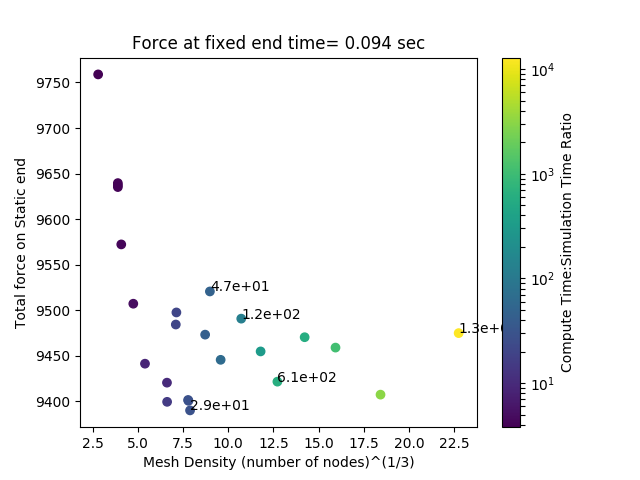 Force at fixed end time= 0.094 sec
Total force on Static end
9750
9700
9650
9600
9550
9500
9450
9400
4.7e+01
1.2e+02
6.1e+02
2.9e+01
2.5
5.0
7.5
10.0
12.5
15.0
17.5
20.0
22.5
Mesh Density (number of nodes)^(1/3)
10^4
10^3
10^2
10^1
Compute Time:Simulation Time Ratio